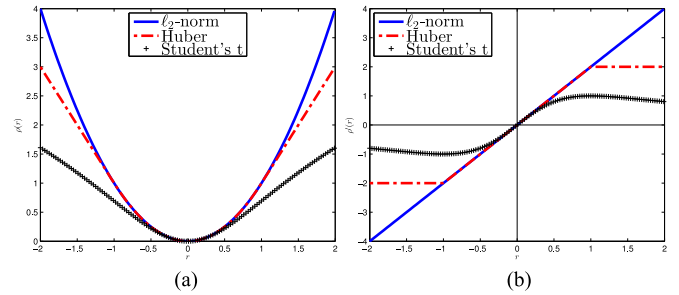 ℓ₂-norm
Huber
Student's t
4
3.5
3
2.5
2
1.5
1
0.5
0
ρ(r)
−2 −1.5 −1 −0.5 0 0.5 1 1.5 2
r
(a)
ℓ₂-norm
Huber
Student's t
4
3
2
1
0
−1
−2
−3
−4
ρ′(r)
−2 −1.5 −1 −0.5 0 0.5 1 1.5 2
r
(b)